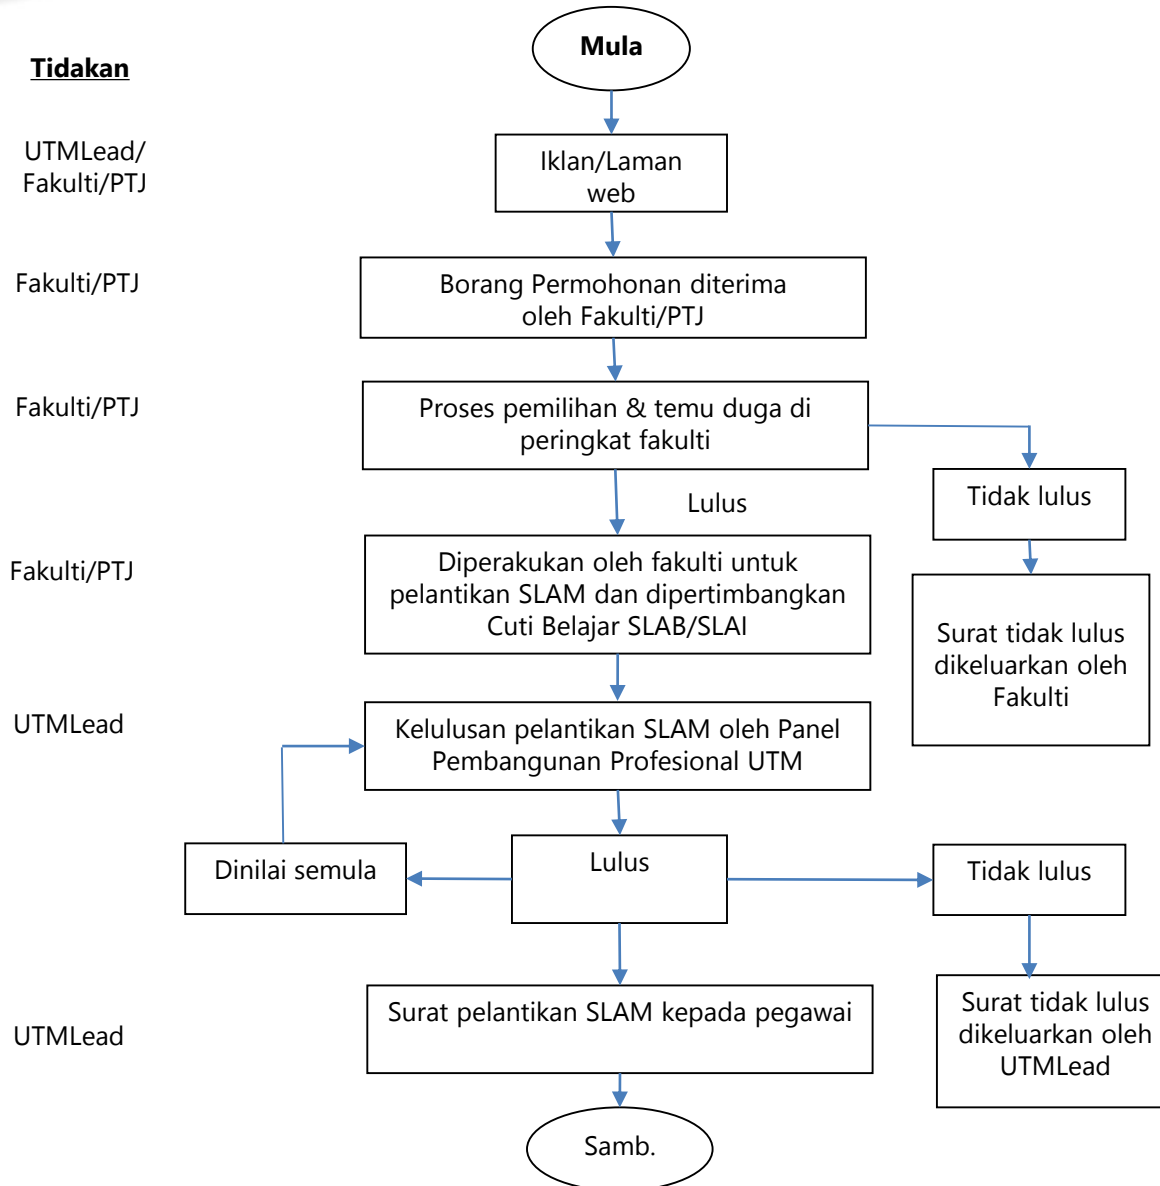 Mula
Tidakan
UTMLead/
Fakulti/PTJ
Iklan/Laman
web
Fakulti/PTJ
Borang Permohonan diterima
oleh Fakulti/PTJ
Fakulti/PTJ
Proses pemilihan & temu duga di
peringkat fakulti
Tidak lulus
Lulus
Fakulti/PTJ
Diperakukan oleh fakulti untuk
pelantikan SLAM dan dipertimbangkan
Cuti Belajar SLAB/SLAI
Surat tidak lulus
dikeluarkan oleh
Fakulti
UTMLead
Kelulusan pelantikan SLAM oleh Panel
Pembangunan Profesional UTM
Dinilai semula
Lulus
Tidak lulus
UTMLead
Surat pelantikan SLAM kepada pegawai
Surat tidak lulus
dikeluarkan oleh
UTMLead
Samb.